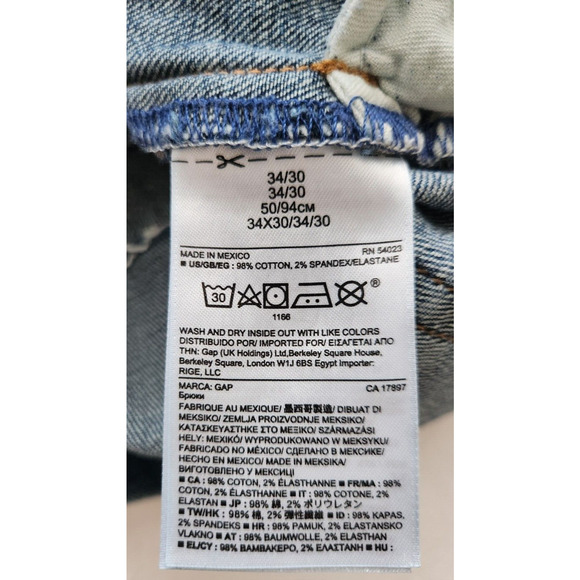 34/30
34/30
50/94CM
34X30/34/30
MADE IN MEXICO RN 54023
■ US/GB/EG : 98% COTTON, 2% SPANDEX/ELASTANE
30
®
1166
WASH AND DRY INSIDE OUT WITH LIKE COLORS
DISTRIBUIDO POR/ IMPORTED FOR/ ΕΙΣΑΓΕΤΑΙ ΑΠΟ
ΤΗΝ: Gap (UK Holdings) Ltd,Berkeley Square House,
Berkeley Square, London W1J 6BS Egypt Importer:
RIGE, LLC
MARCA: GAP CA 17897
Брюки
FABRIQUE AU MEXIQUE/ 墨西哥製造/ DIBUAT DI
MEKSIKO/ ZEMLJA PROIZVODNJE MEKSIKO/
ΚΑΤΑΣΚΕΥΑΣΤΗΚΕ ΣΤΟ ΜΕΞΙΚΟ/ SZÁRMAZÁSI
HELY: MEXIKÓ/ WYPRODUKOWANO W MEKSYKU/
FABRICADO NO MÉXICO/ СДЕЛАНО В МЕКСИКЕ/
HECHO EN MEXICO/ MADE IN MEKSIKA/
ВИГОТОВЛЕНО У МЕКСИЦІ
■ CA : 98% COTON, 2% ÉLASTHANNE ■ FR/MA : 98%
COTON, 2% ÉLASTHANNE ■ IT : 98% COTONE, 2%
ELASTAN ■ JP : 98% 綿, 2% ポリウレタン
■ TW/HK : 98% 棉, 2% 彈性纖維 ■ ID : 98% KAPAS,
2% SPANDEKS ■ HR : 98% PAMUK, 2% ELASTANSKO
VLAKNO ■ AT : 98% BAUMWOLLE, 2% ELASTHAN
■ EL/CY : 98% ΒΑΜΒΑΚΕΡΟ, 2% ΕΛΑΣΤΑΝΗ ■ HU :